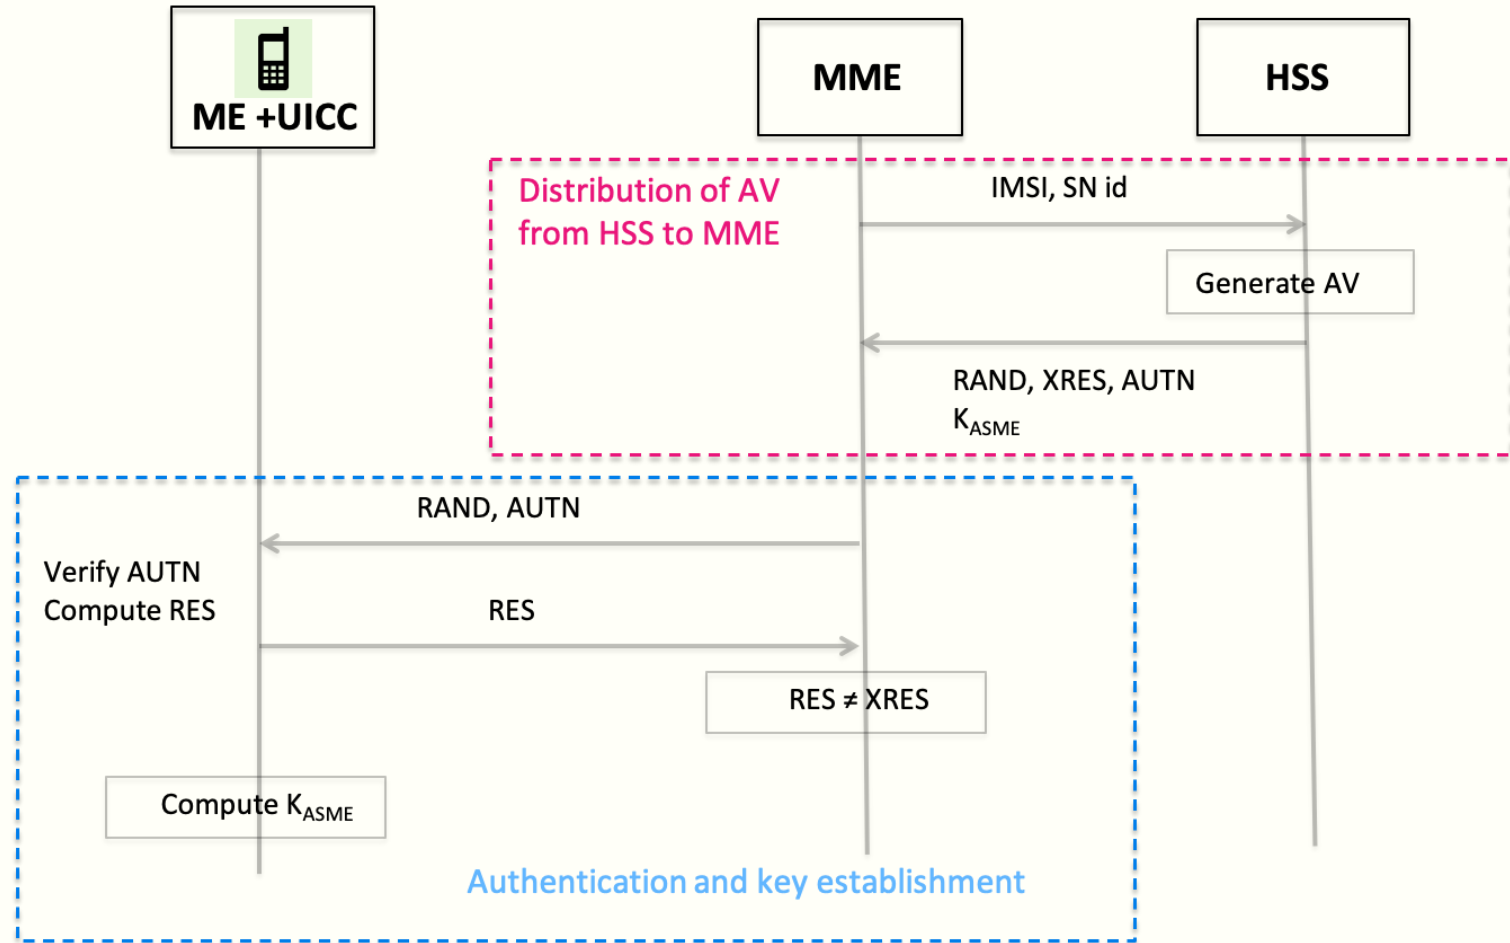 ME +UICC
MME
HSS
Distribution of AV
from HSS to MME
IMSI, SN id
Generate AV
RAND, XRES, AUTN
KASME
RAND, AUTN
Verify AUTN
Compute RES
RES
RES ≠ XRES
Compute KASME
Authentication and key establishment